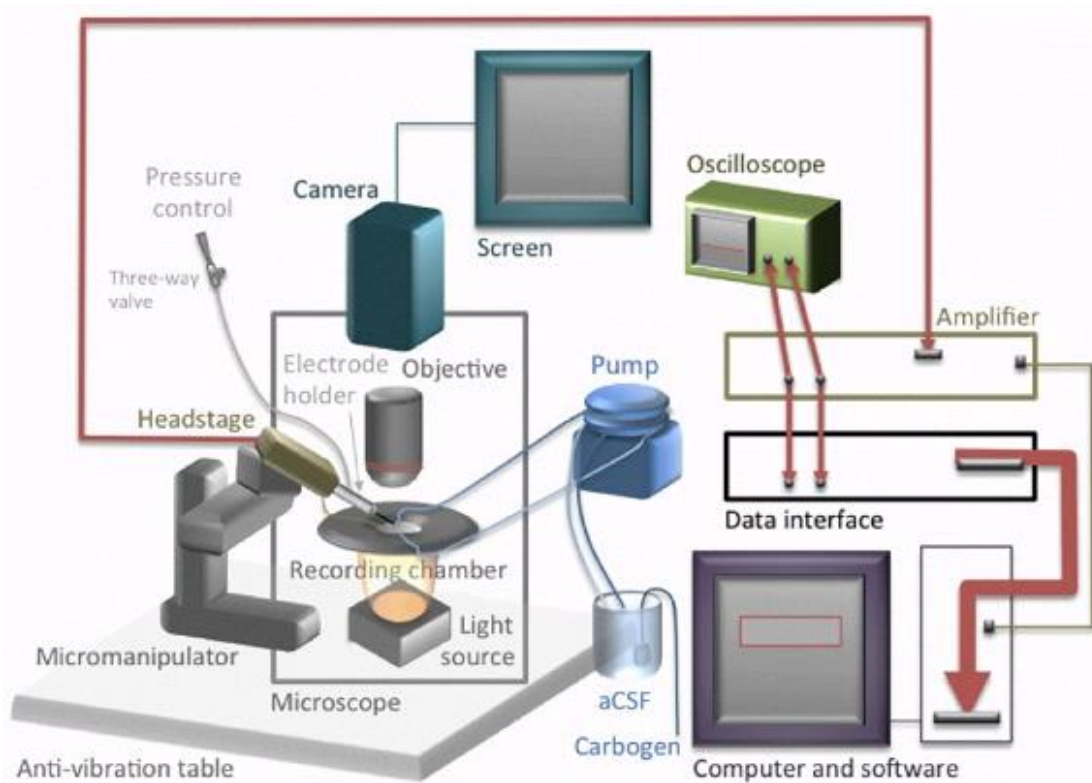 Oscilloscope
Pressure
control
Camera
Screen
Three-way
valve
Amplifier
Electrode
holder
Objective
Pump
Headstage
Data interface
Recording chamber
Light
source
Micromanipulator
Microscope
aCSF
Carbogen
Anti-vibration table
Computer and software